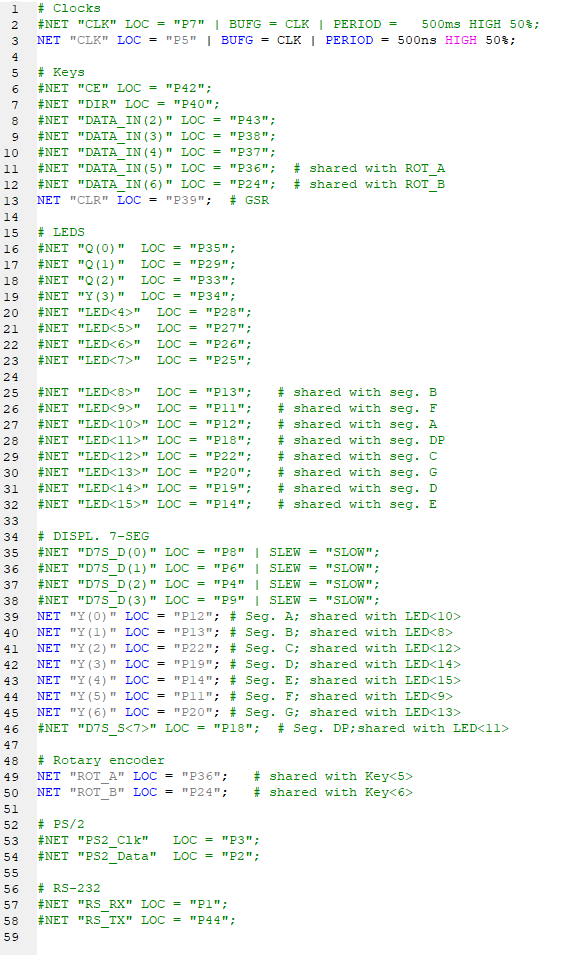 1 # Clocks
2 #NET "CLK" LOC = "P7" | BUFG = CLK | PERIOD =   500ms HIGH 50%;
3 NET "CLK" LOC = "P5" | BUFG = CLK | PERIOD = 500ns HIGH 50%;
4
5 # Keys
6 #NET "CE" LOC = "P42";
7 #NET "DIR" LOC = "P40";
8 #NET "DATA_IN(2)" LOC = "P43";
9 #NET "DATA_IN(3)" LOC = "P38";
10 #NET "DATA_IN(4)" LOC = "P37";
11 #NET "DATA_IN(5)" LOC = "P36";  # shared with ROT_A
12 #NET "DATA_IN(6)" LOC = "P24";  # shared with ROT_B
13 NET "CLR" LOC = "P39";  # GSR
14
15 # LEDS
16 #NET "Q(0)"  LOC = "P35";
17 #NET "Q(1)"  LOC = "P29";
18 #NET "Q(2)"  LOC = "P33";
19 #NET "Y(3)"  LOC = "P34";
20 #NET "LED<4>"  LOC = "P28";
21 #NET "LED<5>"  LOC = "P27";
22 #NET "LED<6>"  LOC = "P26";
23 #NET "LED<7>"  LOC = "P25";
24
25 #NET "LED<8>"  LOC = "P13";   # shared with seg. B
26 #NET "LED<9>"  LOC = "P11";   # shared with seg. F
27 #NET "LED<10>" LOC = "P12";   # shared with seg. A
28 #NET "LED<11>" LOC = "P18";   # shared with seg. DP
29 #NET "LED<12>" LOC = "P22";   # shared with seg. C
30 #NET "LED<13>" LOC = "P20";   # shared with seg. G
31 #NET "LED<14>" LOC = "P19";   # shared with seg. D
32 #NET "LED<15>" LOC = "P14";   # shared with seg. E
33
34 # DISPL. 7-SEG
35 #NET "D7S_D(0)" LOC = "P8" | SLEW = "SLOW";
36 #NET "D7S_D(1)" LOC = "P6" | SLEW = "SLOW";
37 #NET "D7S_D(2)" LOC = "P4" | SLEW = "SLOW";
38 #NET "D7S_D(3)" LOC = "P9" | SLEW = "SLOW";
39 NET "Y(0)" LOC = "P12"; # Seg. A; shared with LED<10>
40 NET "Y(1)" LOC = "P13"; # Seg. B; shared with LED<8>
41 NET "Y(2)" LOC = "P22"; # Seg. C; shared with LED<12>
42 NET "Y(3)" LOC = "P19"; # Seg. D; shared with LED<14>
43 NET "Y(4)" LOC = "P14"; # Seg. E; shared with LED<15>
44 NET "Y(5)" LOC = "P11"; # Seg. F; shared with LED<9>
45 NET "Y(6)" LOC = "P20"; # Seg. G; shared with LED<13>
46 #NET "D7S_S<7>" LOC = "P18";  # Seg. DP;shared with LED<11>
47
48 # Rotary encoder
49 NET "ROT_A" LOC = "P36";   # shared with Key<5>
50 NET "ROT_B" LOC = "P24";   # shared with Key<6>
51
52 # PS/2
53 #NET "PS2_Clk"   LOC = "P3";
54 #NET "PS2_Data"  LOC = "P2";
55
56 # RS-232
57 #NET "RS_RX" LOC = "P1";
58 #NET "RS_TX" LOC = "P44";
59